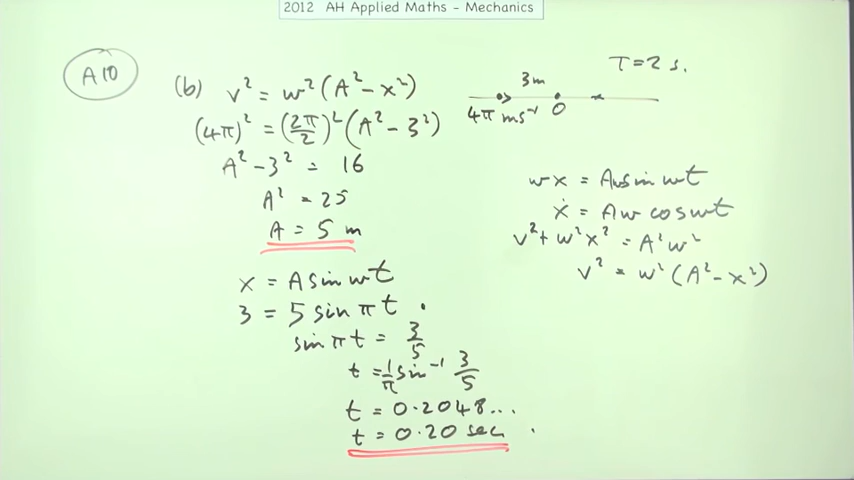 2012 AH Applied Maths - Mechanics
A10
(b) v² = w²(A² - x²)
(4π)² = (2π/2)²(A² - 3²)
A² - 3² = 16
A² = 25
A = 5 m
x = A sin wt
3 = 5 sin πt .
sin πt = 3/5
t = 1/π sin⁻¹ 3/5
t = 0.2048...
t = 0.20 sec .
T = 2 s.
3m
4π ms⁻¹ O
wx = Aw sin wt
ẋ = Aw cos wt
v² + w²x² = A²w²
v² = w²(A² - x²)